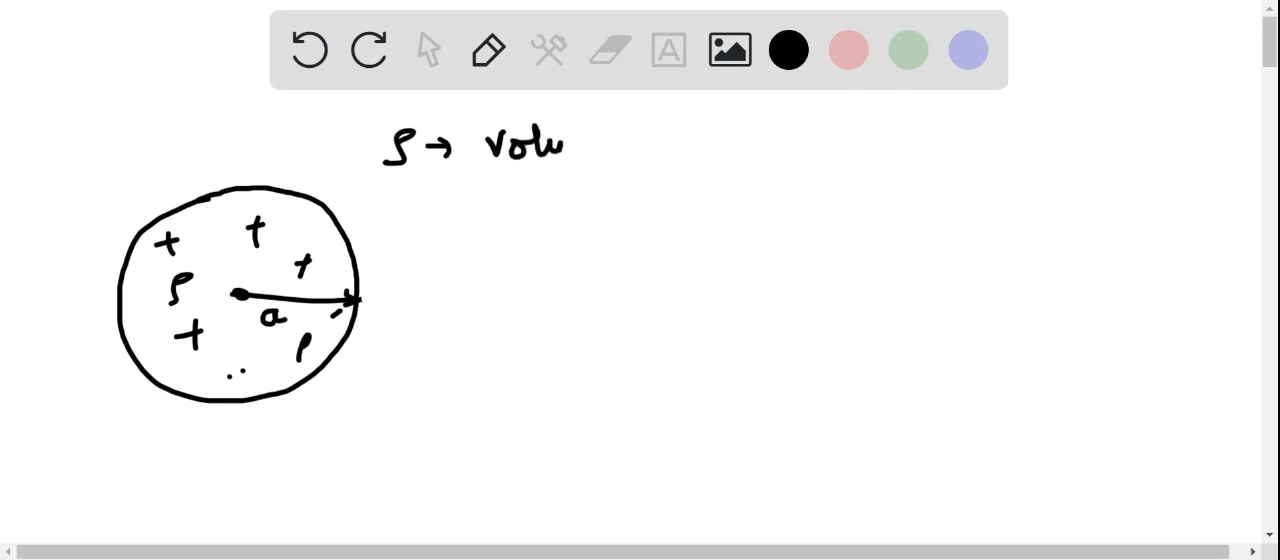 ρ → volu
+ +
+
ρ
a
+
ρ